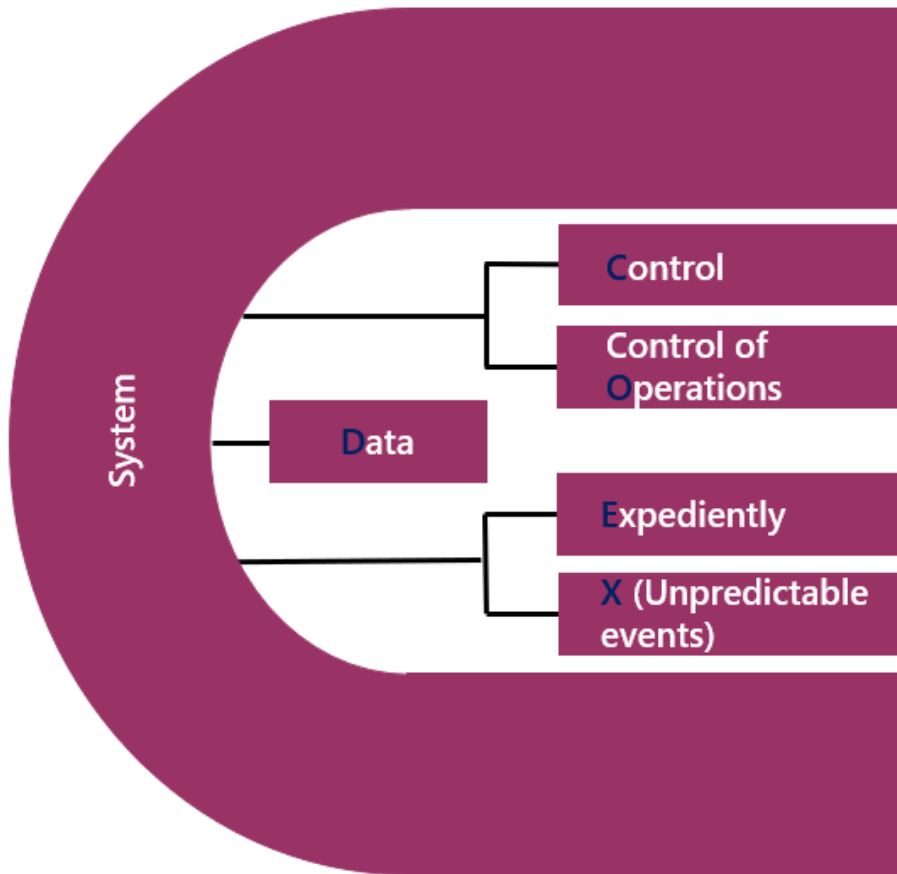 System
Control
Control of
Operations
Data
Expediently
X (Unpredictable
events)